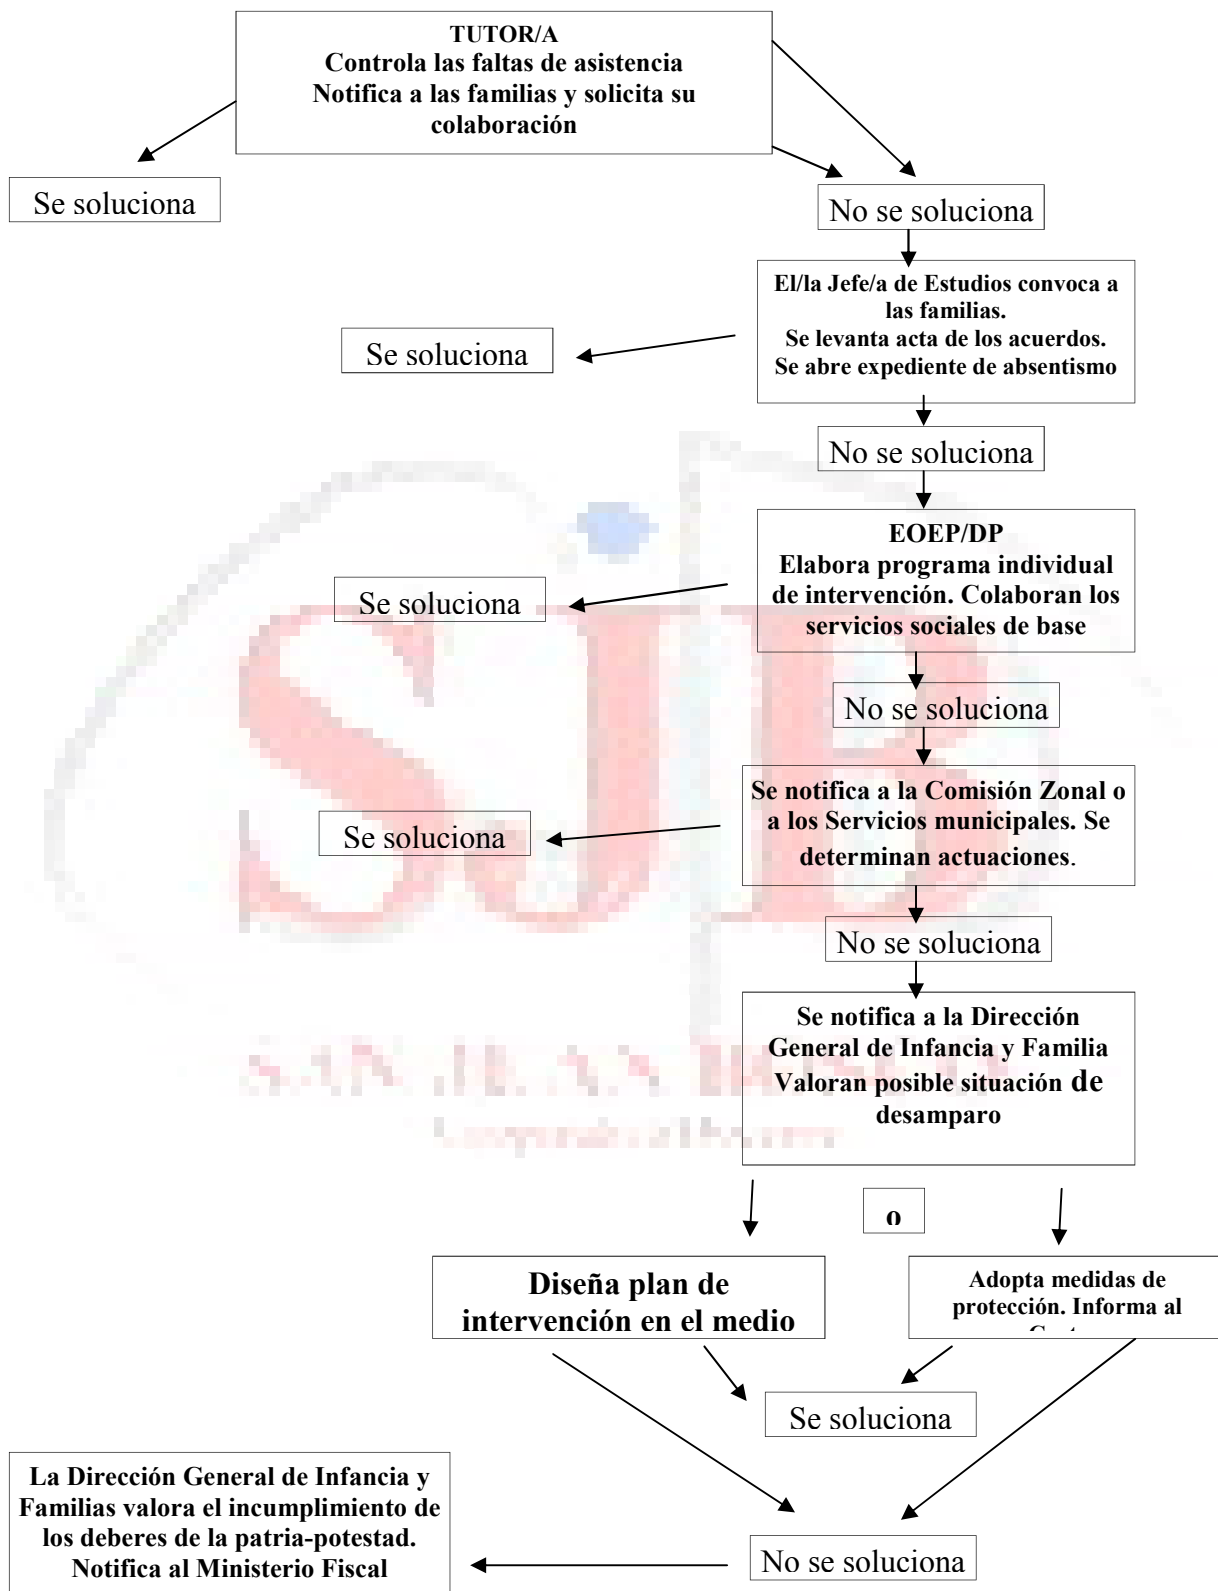 TUTOR/A
Controla las faltas de asistencia
Notifica a las familias y solicita su
colaboración
Se soluciona
No se soluciona
El/la Jefe/a de Estudios convoca a
las familias.
Se levanta acta de los acuerdos.
Se abre expediente de absentismo
Se soluciona
No se soluciona
EOEP/DP
Elabora programa individual
de intervención. Colaboran los
servicios sociales de base
Se soluciona
No se soluciona
Se notifica a la Comisión Zonal o
a los Servicios municipales. Se
determinan actuaciones.
Se soluciona
No se soluciona
Se notifica a la Dirección
General de Infancia y Familia
Valoran posible situación de
desamparo
o
Diseña plan de
intervención en el medio
Adopta medidas de
protección. Informa al
Se soluciona
La Dirección General de Infancia y
Familias valora el incumplimiento de
los deberes de la patria-potestad.
Notifica al Ministerio Fiscal
No se soluciona
SJB